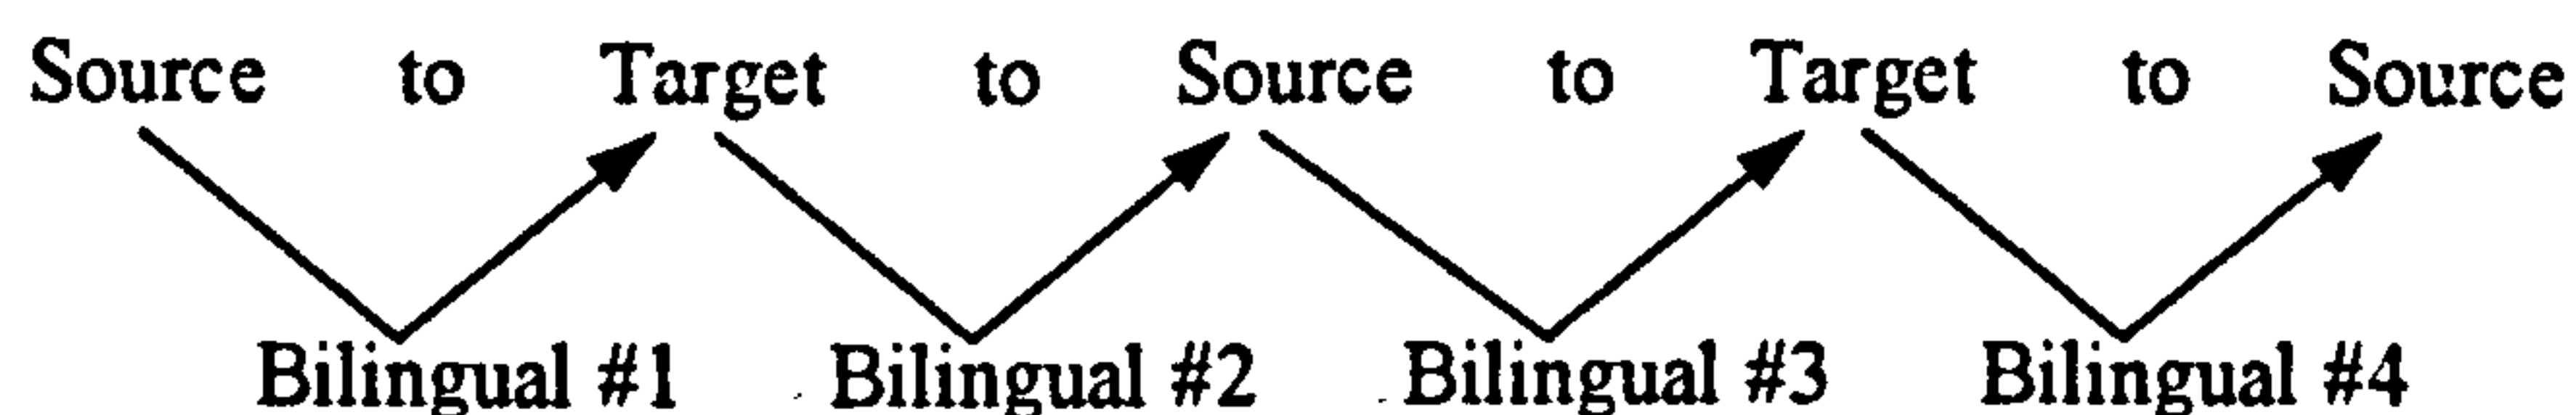 Source to Target to Source to Target to Source
Bilingual #1 Bilingual #2 Bilingual #3 Bilingual #4